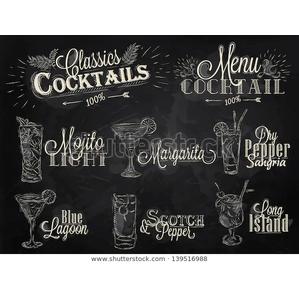 Classics
COCKTAILS
100%
Menu
COCKTAIL
100%
Mojito
LIGHT
Margarita
Dry
Pepper
Sangria
Blue
Lagoon
SCOTCH
& Pepper
Long
Island
shutterstock
www.shutterstock.com · 139516988